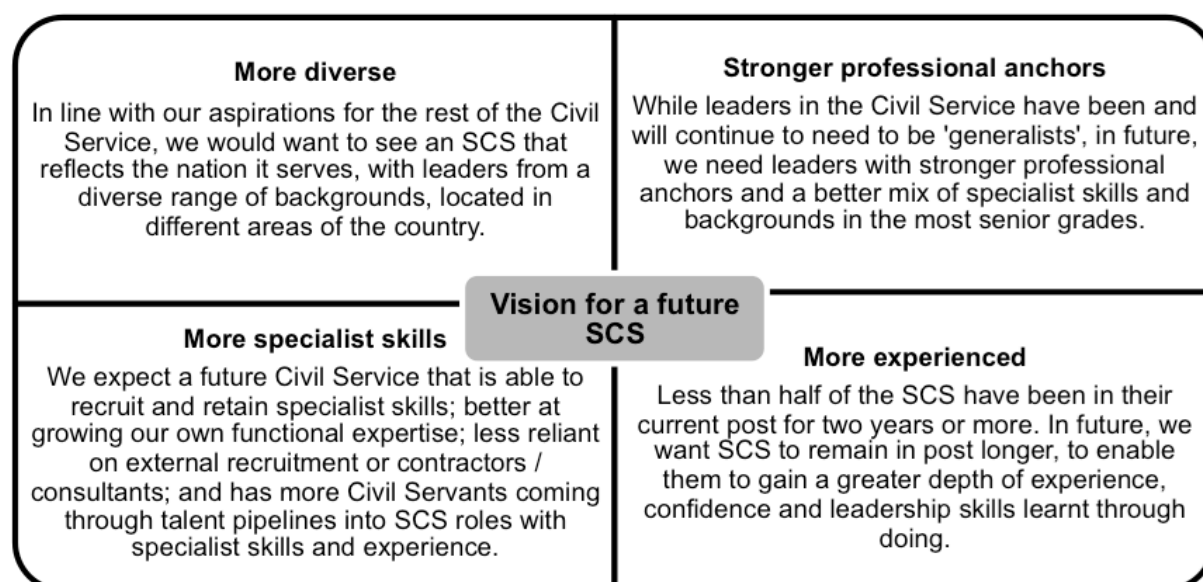 More diverse
In line with our aspirations for the rest of the Civil
Service, we would want to see an SCS that
reflects the nation it serves, with leaders from a
diverse range of backgrounds, located in
different areas of the country.
Stronger professional anchors
While leaders in the Civil Service have been and
will continue to need to be 'generalists', in future,
we need leaders with stronger professional
anchors and a better mix of specialist skills and
backgrounds in the most senior grades.
Vision for a future
SCS
More specialist skills
We expect a future Civil Service that is able to
recruit and retain specialist skills; better at
growing our own functional expertise; less reliant
on external recruitment or contractors /
consultants; and has more Civil Servants coming
through talent pipelines into SCS roles with
specialist skills and experience.
More experienced
Less than half of the SCS have been in their
current post for two years or more. In future, we
want SCS to remain in post longer, to enable
them to gain a greater depth of experience,
confidence and leadership skills learnt through
doing.